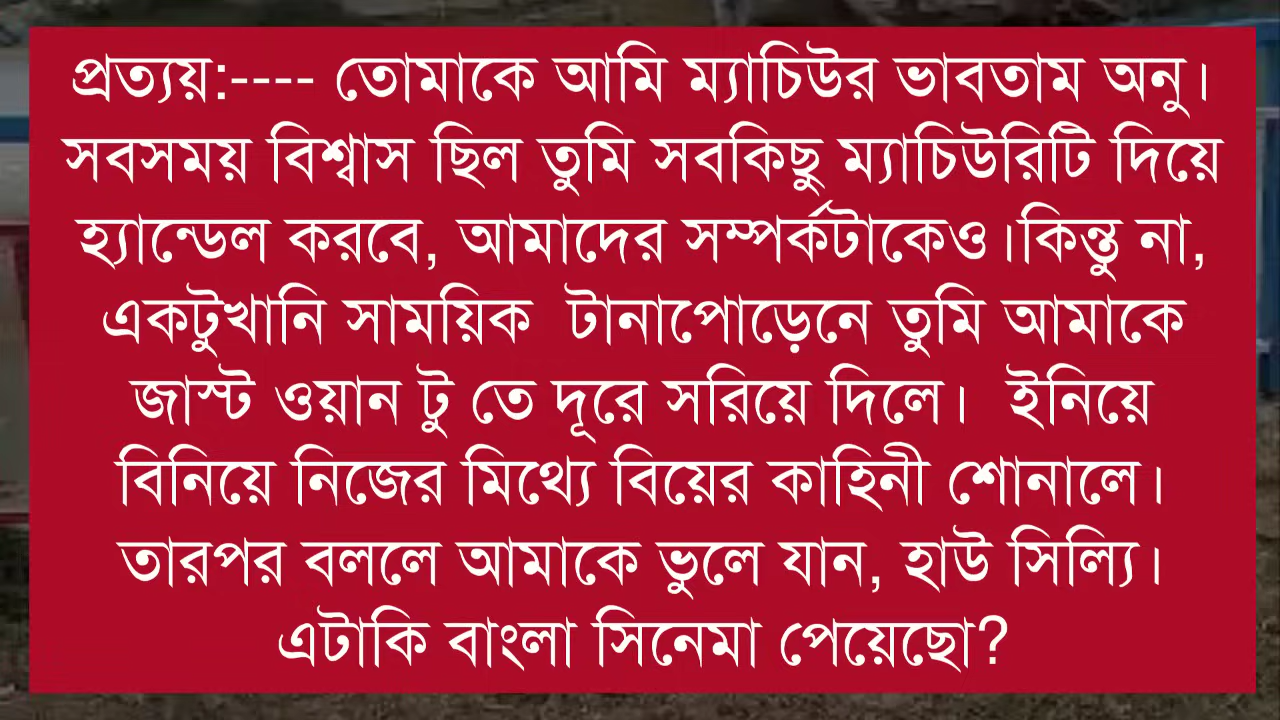 প্রত্যয়:---- তোমাকে আমি ম্যাচিউর ভাবতাম অনু।
সবসময় বিশ্বাস ছিল তুমি সবকিছু ম্যাচিউরিটি দিয়ে
হ্যান্ডেল করবে, আমাদের সম্পর্কটাকেও।কিন্তু না,
একটুখানি সাময়িক টানাপোড়েনে তুমি আমাকে
জাস্ট ওয়ান টু তে দূরে সরিয়ে দিলে। ইনিয়ে
বিনিয়ে নিজের মিথ্যে বিয়ের কাহিনী শোনালে।
তারপর বললে আমাকে ভুলে যান, হাউ সিল্যি।
এটাকি বাংলা সিনেমা পেয়েছো?